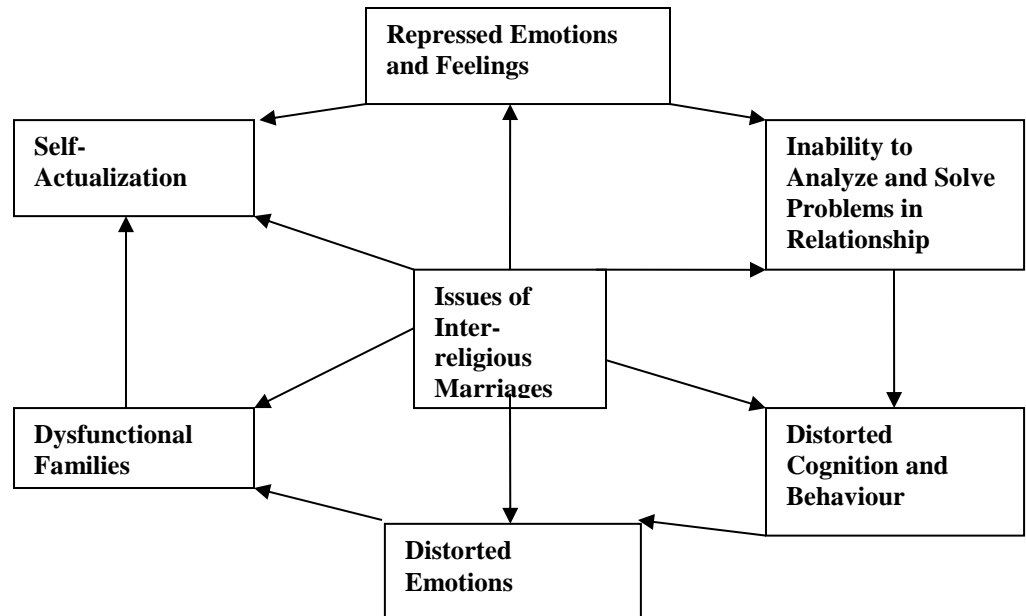 Repressed Emotions
and Feelings
Self-
Actualization
Inability to
Analyze and Solve
Problems in
Relationship
Issues of
Inter-
religious
Marriages
Dysfunctional
Families
Distorted
Cognition and
Behaviour
Distorted
Emotions